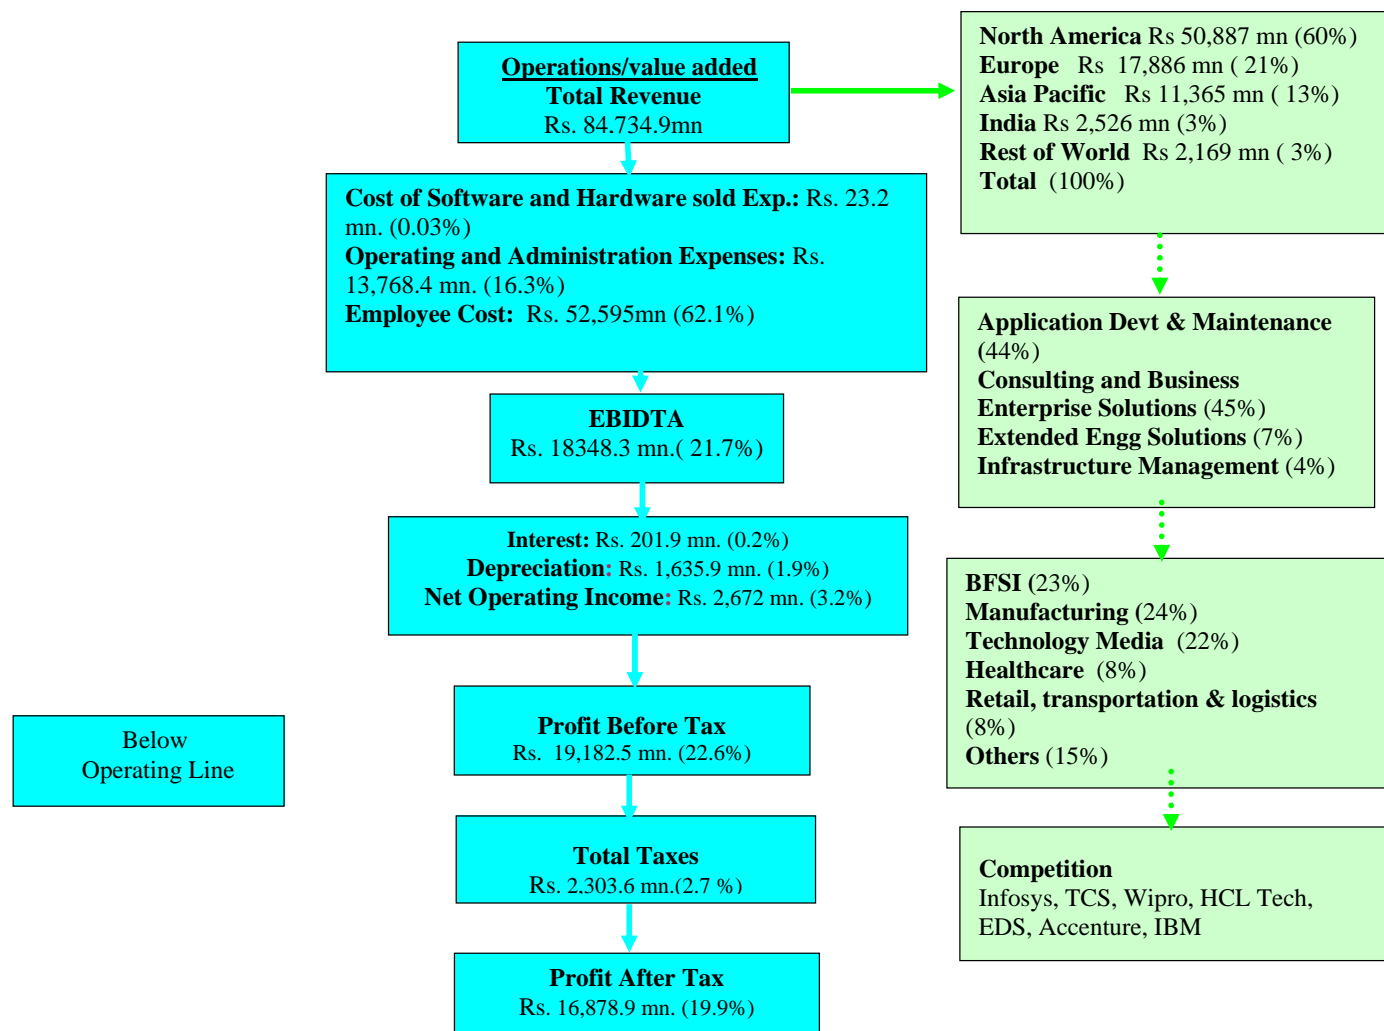 Operations/value added
Total Revenue
Rs. 84.734.9mn
Cost of Software and Hardware sold Exp.: Rs. 23.2
mn. (0.03%)
Operating and Administration Expenses: Rs.
13,768.4 mn. (16.3%)
Employee Cost: Rs. 52,595mn (62.1%)
EBIDTA
Rs. 18348.3 mn.( 21.7%)
Interest: Rs. 201.9 mn. (0.2%)
Depreciation: Rs. 1,635.9 mn. (1.9%)
Net Operating Income: Rs. 2,672 mn. (3.2%)
Profit Before Tax
Rs. 19,182.5 mn. (22.6%)
Below
Operating Line
Total Taxes
Rs. 2,303.6 mn.(2.7 %)
Profit After Tax
Rs. 16,878.9 mn. (19.9%)
North America Rs 50,887 mn (60%)
Europe Rs 17,886 mn ( 21%)
Asia Pacific Rs 11,365 mn ( 13%)
India Rs 2,526 mn (3%)
Rest of World Rs 2,169 mn ( 3%)
Total (100%)
Application Devt & Maintenance
(44%)
Consulting and Business
Enterprise Solutions (45%)
Extended Engg Solutions (7%)
Infrastructure Management (4%)
BFSI (23%)
Manufacturing (24%)
Technology Media (22%)
Healthcare (8%)
Retail, transportation & logistics
(8%)
Others (15%)
Competition
Infosys, TCS, Wipro, HCL Tech,
EDS, Accenture, IBM